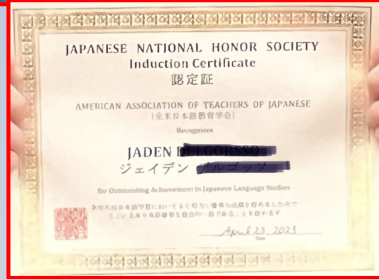 JAPANESE NATIONAL HONOR SOCIETY
Induction Certificate
認定証
AMERICAN ASSOCIATION OF TEACHERS OF JAPANESE
(全米日本語教育学会)
Recognizes
JADEN
ジェイデン
for Outstanding Achievement in Japanese Language Studies
April 23, 2023
Date